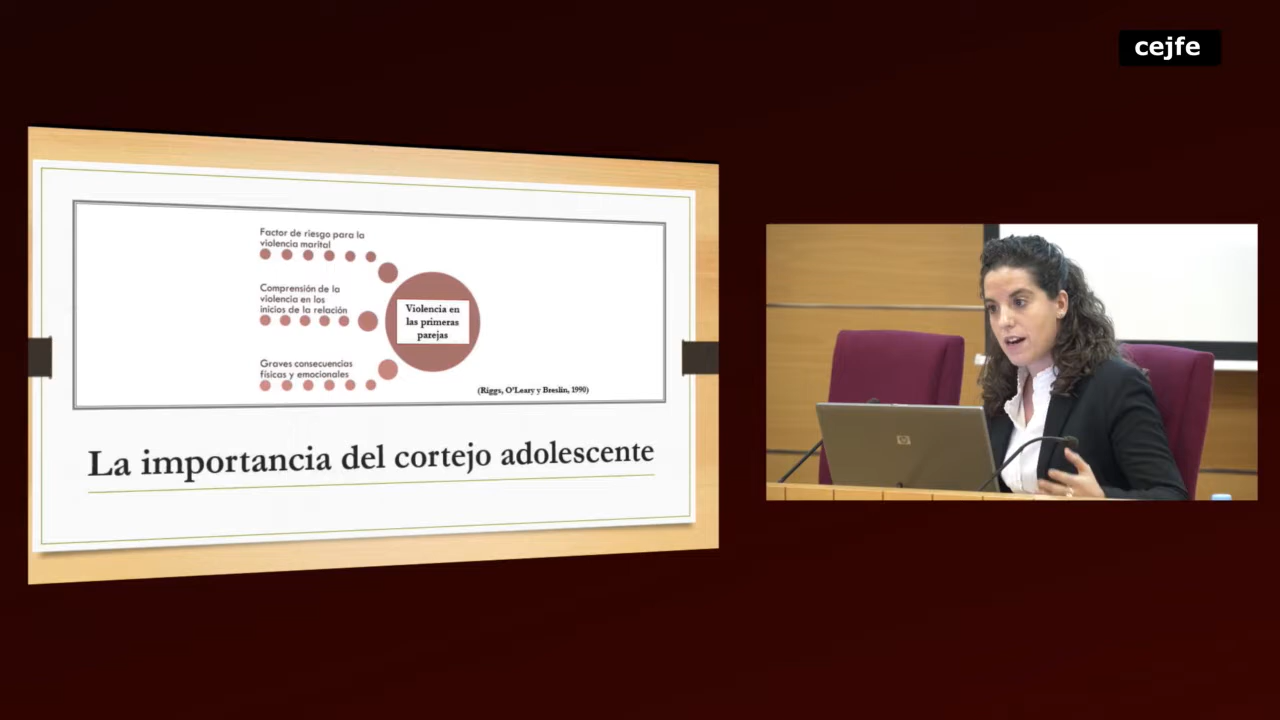 cejfe
Factor de riesgo para la
violencia marital
Comprensión de la
violencia en los
inicios de la relación
Graves consecuencias
físicas y emocionales
Violencia en
las primeras
parejas
(Riggs, O'Leary y Breslin, 1990)
La importancia del cortejo adolescente
hp